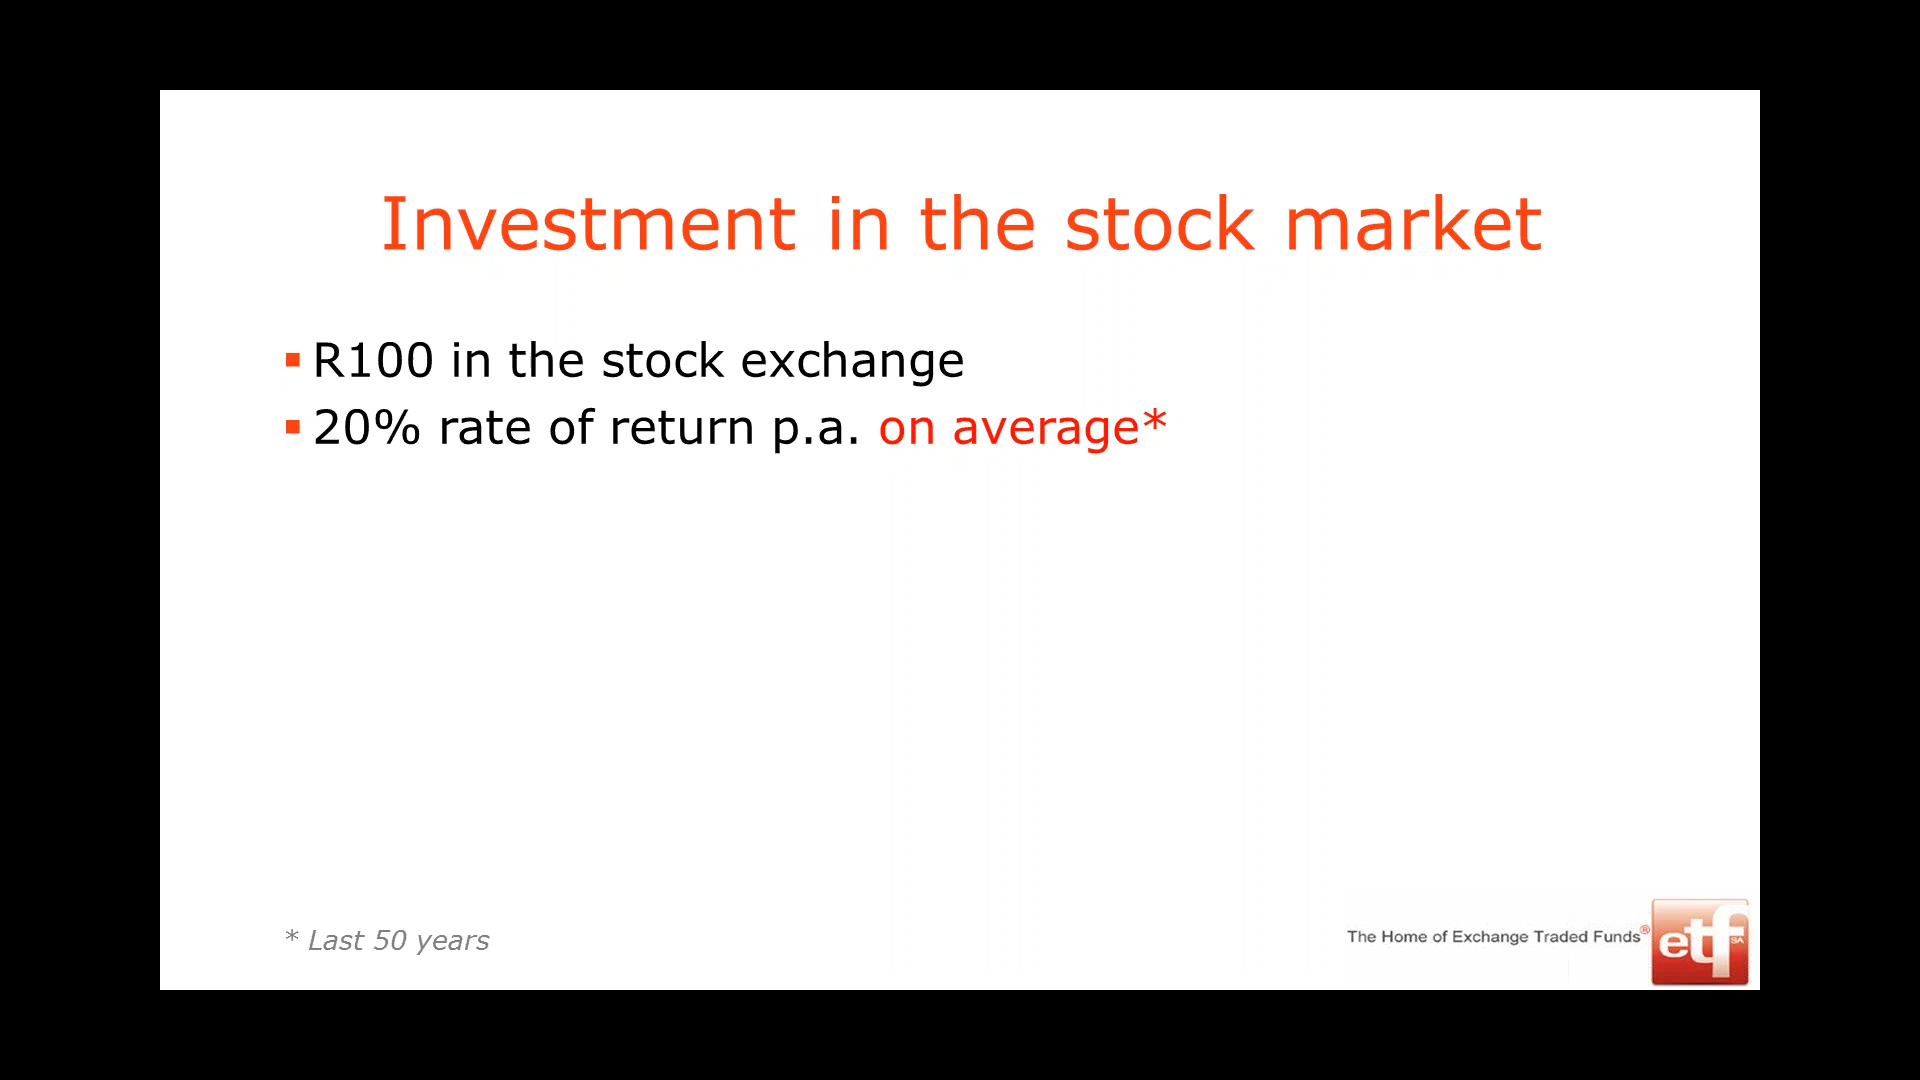 Investment in the stock market
▪ R100 in the stock exchange
▪ 20% rate of return p.a. on average*
* Last 50 years
The Home of Exchange Traded Funds®
etf
SA